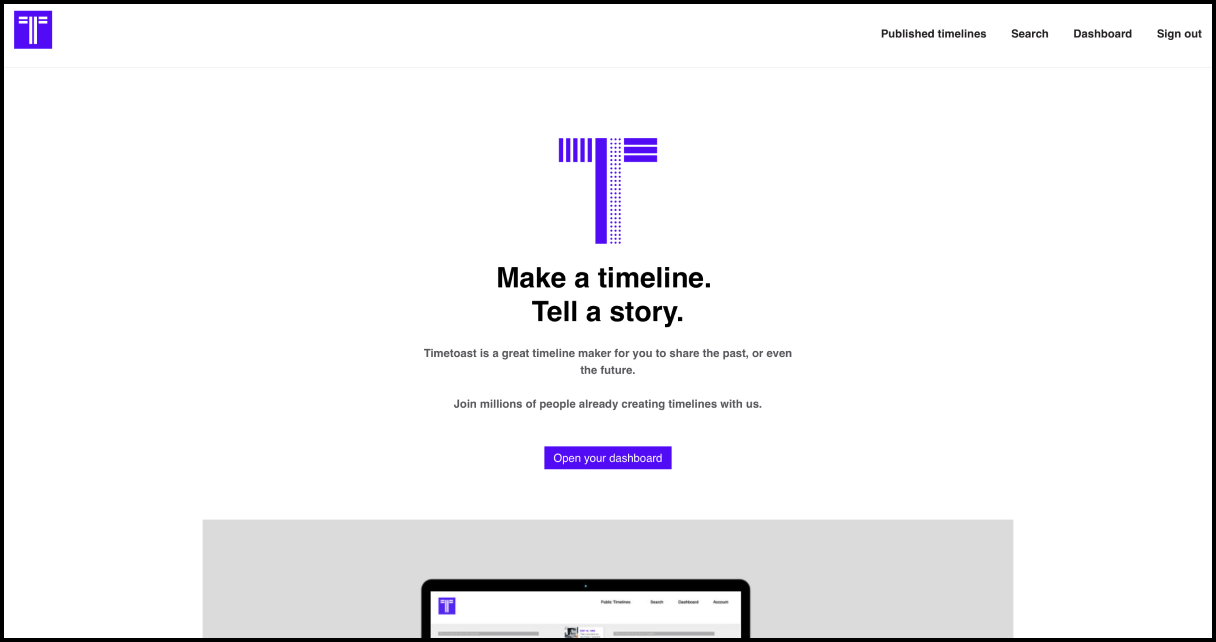 Published timelines Search Dashboard Sign out
Make a timeline.
Tell a story.
Timetoast is a great timeline maker for you to share the past, or even
the future.
Join millions of people already creating timelines with us.
Open your dashboard
Public Timelines Search Dashboard Account